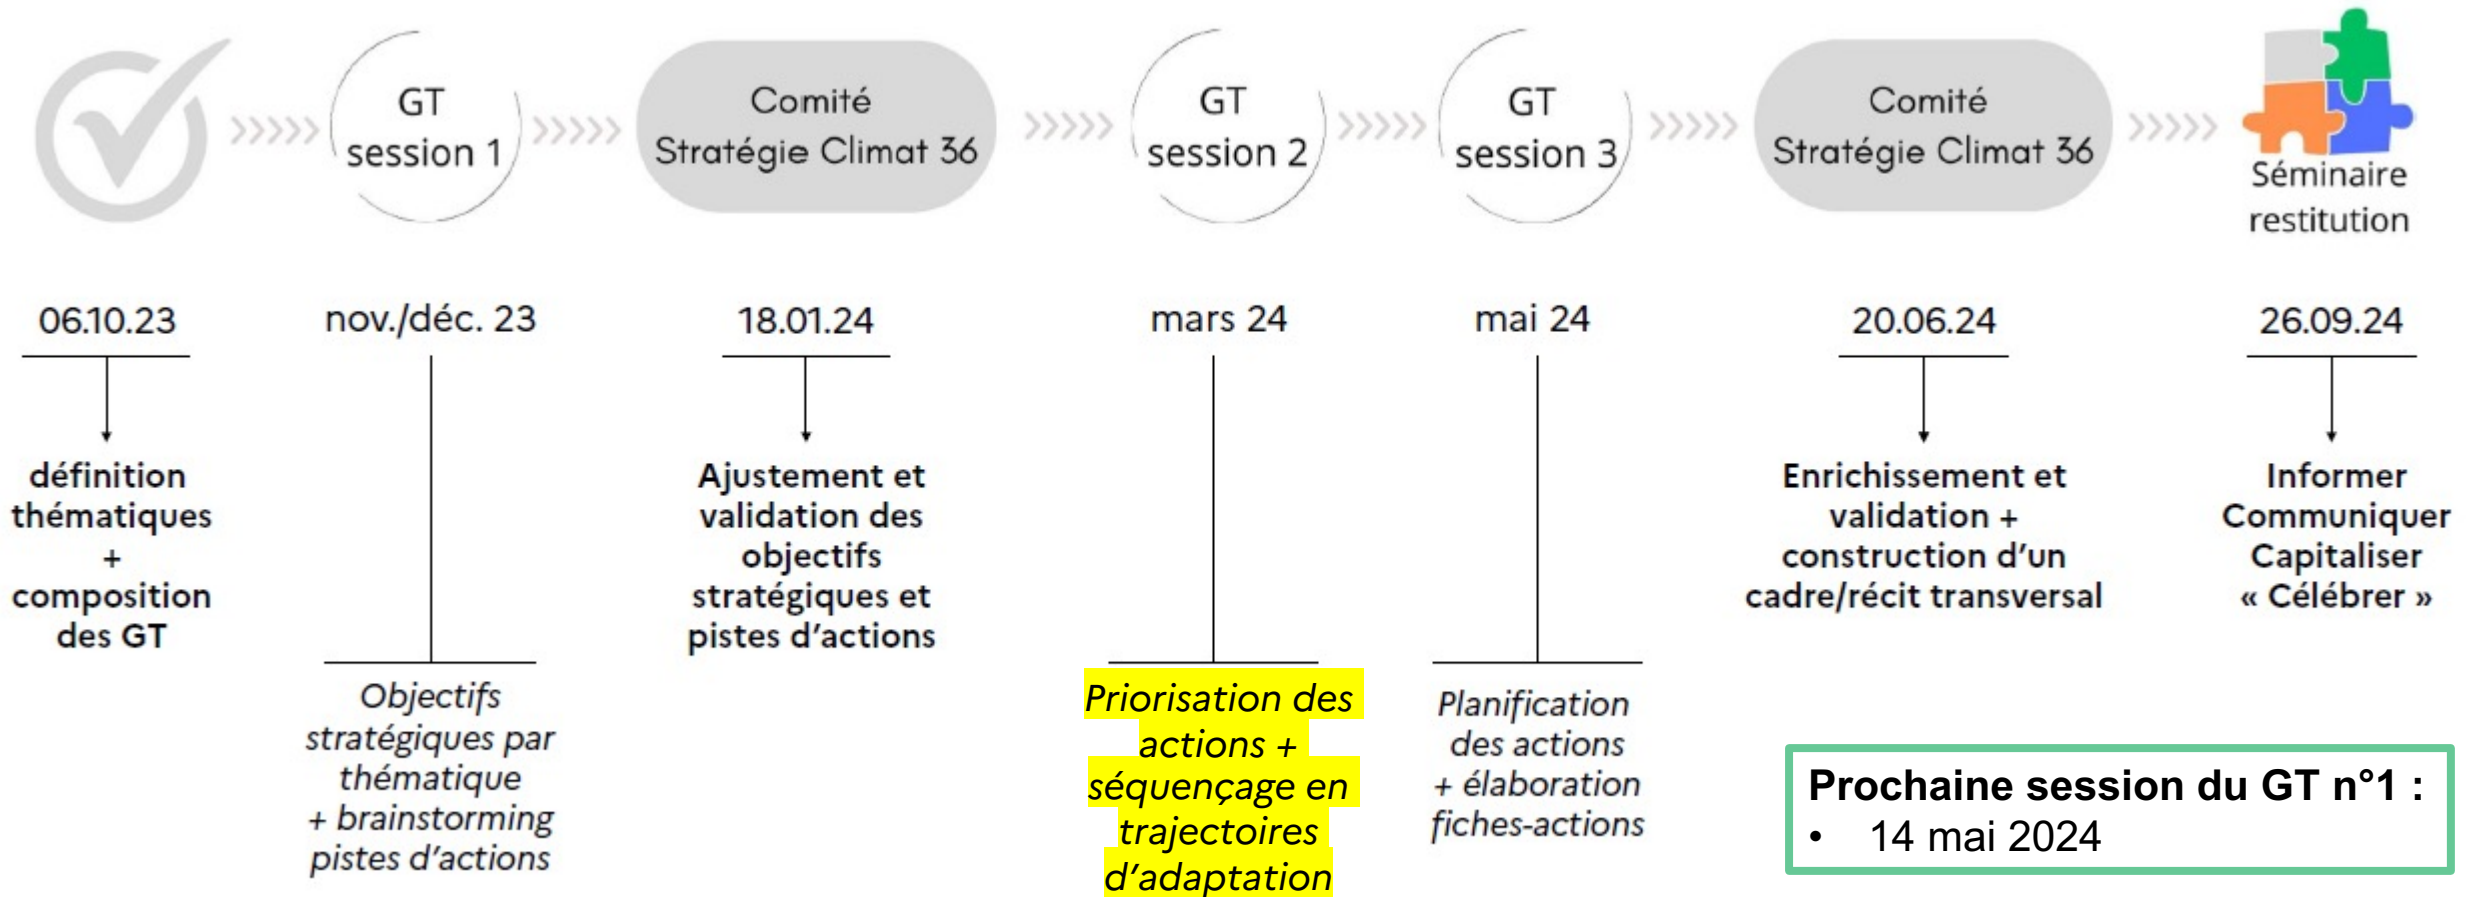 GT
session 1
Comité
Stratégie Climat 36
GT
session 2
GT
session 3
Comité
Stratégie Climat 36
Séminaire
restitution
06.10.23
nov./déc. 23
18.01.24
mars 24
mai 24
20.06.24
26.09.24
définition
thématiques
+
composition
des GT
Objectifs
stratégiques par
thématique
+ brainstorming
pistes d'actions
Ajustement et
validation des
objectifs
stratégiques et
pistes d'actions
Priorisation des
actions +
séquençage en
trajectoires
d'adaptation
Planification
des actions
+ élaboration
fiches-actions
Enrichissement et
validation +
construction d'un
cadre/récit transversal
Informer
Communiquer
Capitaliser
« Célébrer »
Prochaine session du GT n°1 :
• 14 mai 2024